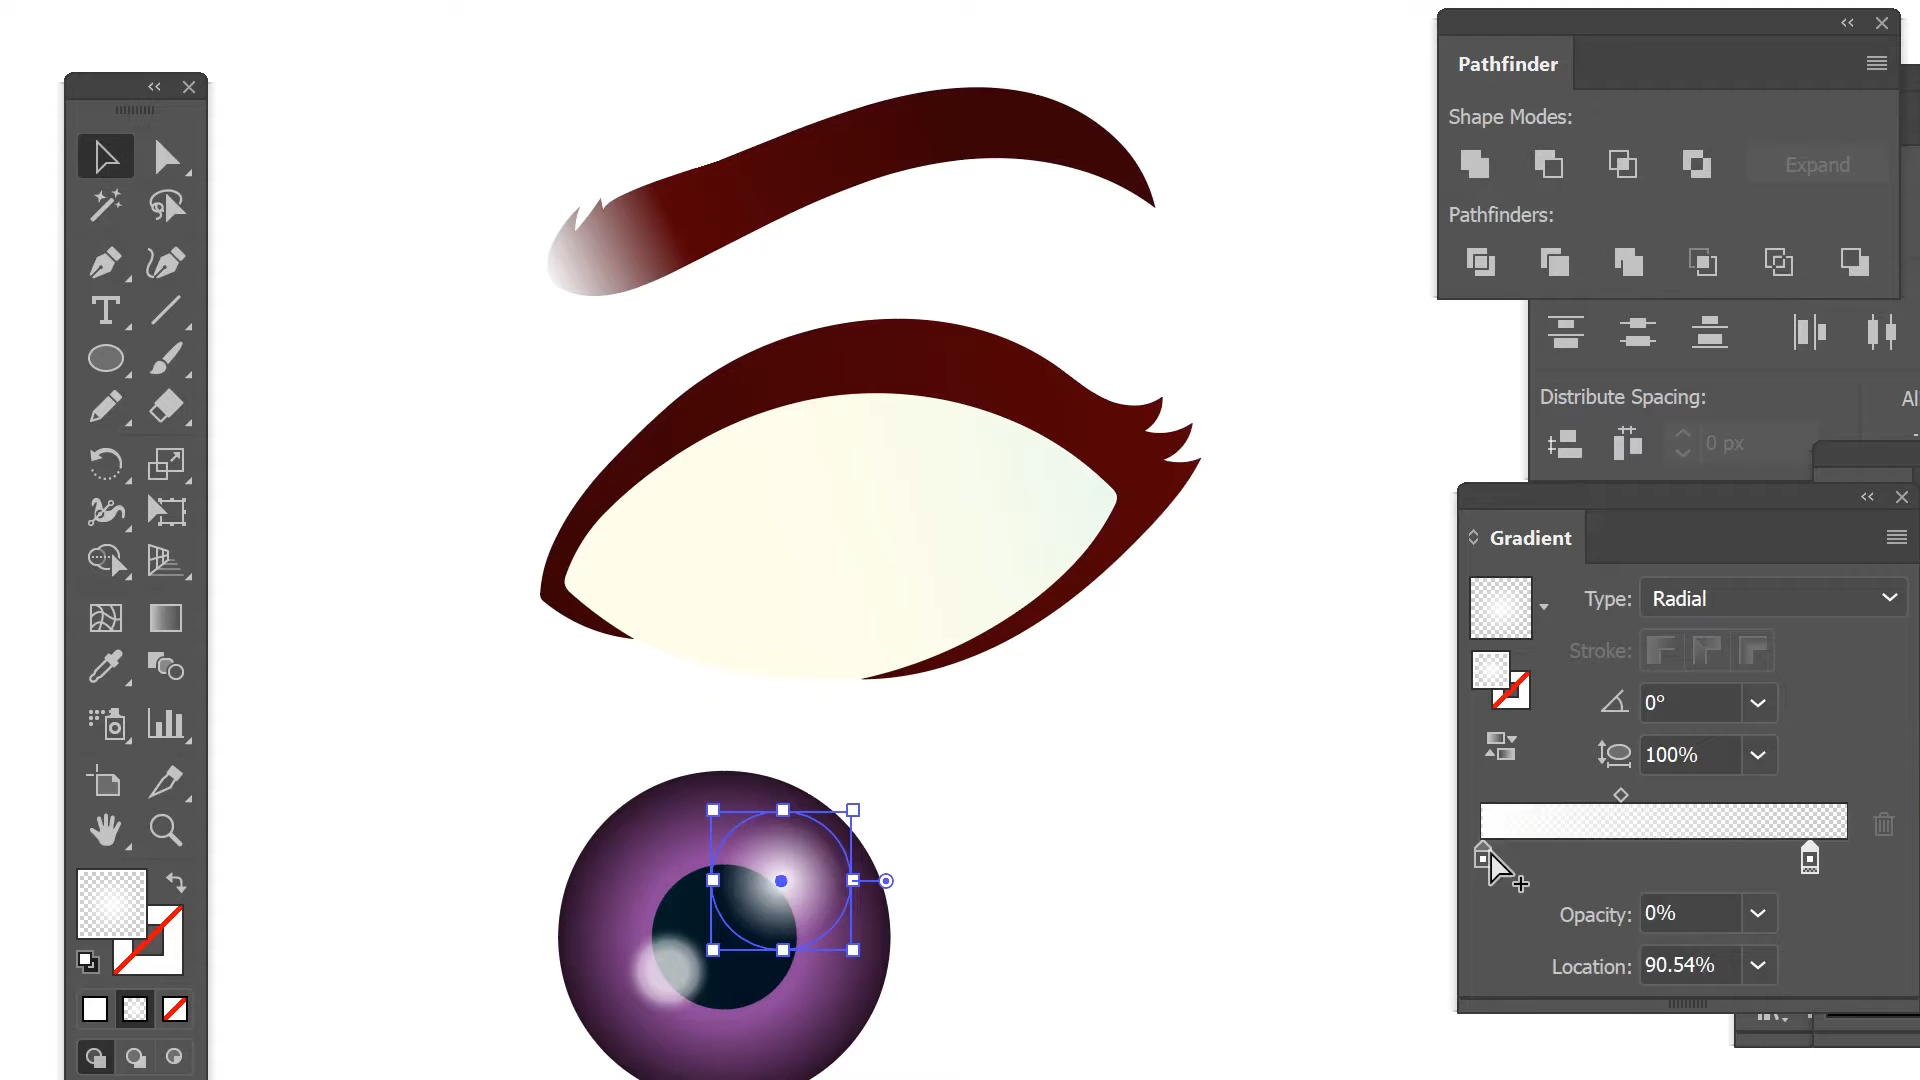 Pathfinder
Shape Modes:
Expand
Pathfinders:
Distribute Spacing:
Al
0 px
Gradient
Type: Radial
Stroke:
0°
100%
Opacity: 0%
Location: 90.54%